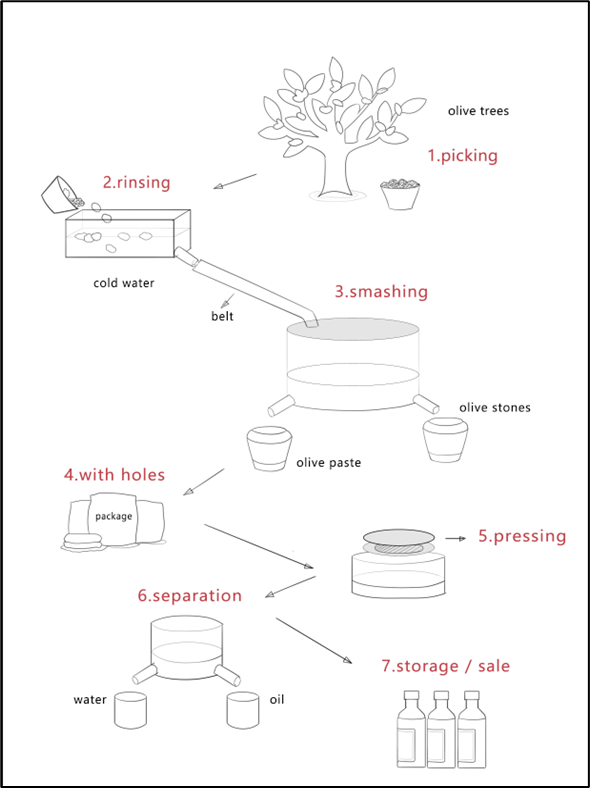 olive trees
1.picking
2.rinsing
cold water
belt
3.smashing
olive stones
olive paste
4.with holes
package
5.pressing
6.separation
water
oil
7.storage / sale